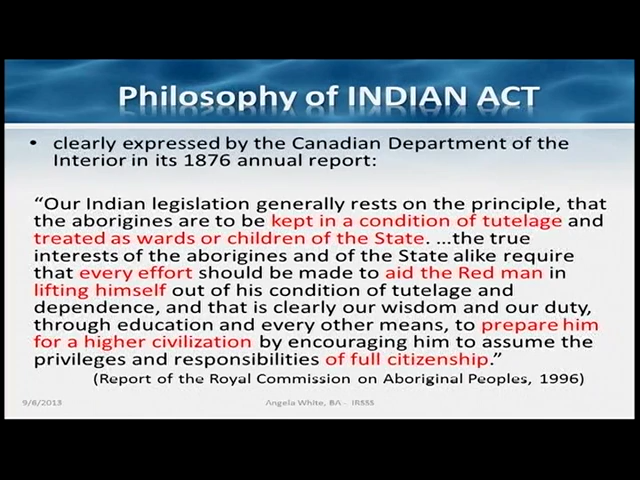 Philosophy of INDIAN ACT
• clearly expressed by the Canadian Department of the
Interior in its 1876 annual report:
“Our Indian legislation generally rests on the principle, that
the aborigines are to be kept in a condition of tutelage and
treated as wards or children of the State. ...the true
interests of the aborigines and of the State alike require
that every effort should be made to aid the Red man in
lifting himself out of his condition of tutelage and
dependence, and that is clearly our wisdom and our duty,
through education and every other means, to prepare him
for a higher civilization by encouraging him to assume the
privileges and responsibilities of full citizenship.”
(Report of the Royal Commission on Aboriginal Peoples, 1996)
9/6/2013 Angela White, BA - IRSSS